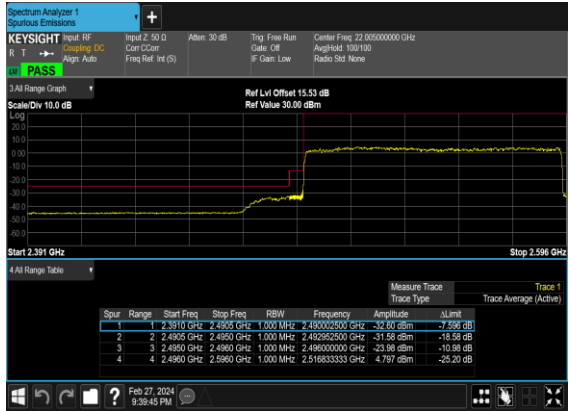 Spectrum Analyzer 1
Spurious Emissions
KEYSIGHT Input: RF Input Z: 50 Ω Atten: 30 dB Trig: Free Run Center Freq: 22.005000000 GHz
R T Coupling: DC Corr CCorr Gate: Off Avg|Hold: 100/100
Align: Auto Freq Ref: Int (S) IF Gain: Low Radio Std: None
LXI PASS
3 All Range Graph
Ref Lvl Offset 15.53 dB
Scale/Div 10.0 dB Ref Value 30.00 dBm
Log
20.0
10.0
0.00
-10.0
-20.0
-30.0
-40.0
-50.0
-60.0
Start 2.391 GHz Stop 2.596 GHz
4 All Range Table
Measure Trace Trace 1
Trace Type Trace Average (Active)
Spur Range Start Freq Stop Freq RBW Frequency Amplitude ΔLimit
1 1 2.3910 GHz 2.4905 GHz 1.000 MHz 2.490002500 GHz -32.60 dBm -7.596 dB
2 2 2.4905 GHz 2.4950 GHz 1.000 MHz 2.492952500 GHz -31.58 dBm -18.58 dB
3 3 2.4950 GHz 2.4960 GHz 1.000 MHz 2.496000000 GHz -23.98 dBm -10.98 dB
4 4 2.4960 GHz 2.5960 GHz 1.000 MHz 2.516833333 GHz 4.797 dBm -25.20 dB
Feb 27, 2024
9:39:45 PM